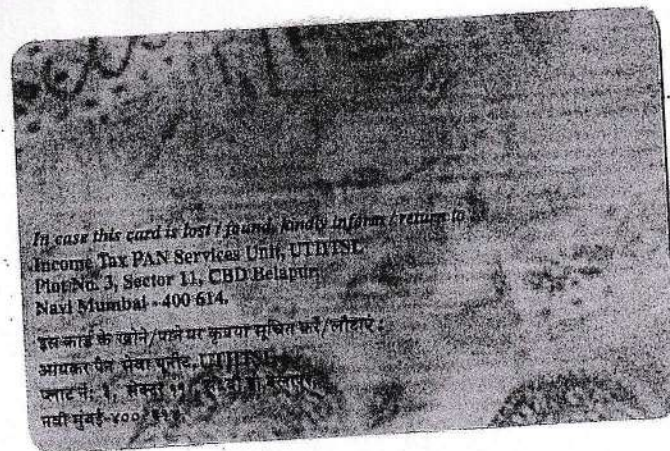 In case this card is lost / found, kindly inform / return to
Income Tax PAN Services Unit, UTIITSL
Plot No. 3, Sector 11, CBD Belapur,
Navi Mumbai - 400 614.
इस कार्ड के खोने/पाने पर कृपया सूचित करें/लौटाएं :
आयकर पैन सेवा यूनीट, UTIITSL
प्लाट नं: ३, सेक्टर ११,
नवी मुंबई-४००